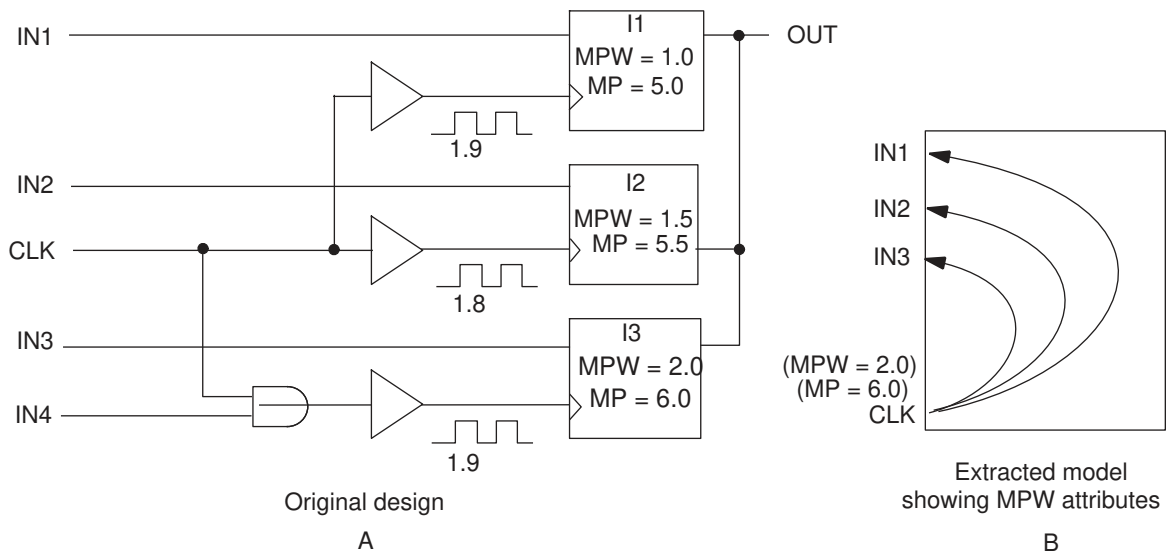 IN1
I1
MPW = 1.0
MP = 5.0
OUT
1.9
IN2
I2
MPW = 1.5
MP = 5.5
CLK
1.8
IN3
I3
MPW = 2.0
MP = 6.0
IN4
1.9
Original design
A
IN1
IN2
IN3
(MPW = 2.0)
(MP = 6.0)
CLK
Extracted model
showing MPW attributes
B